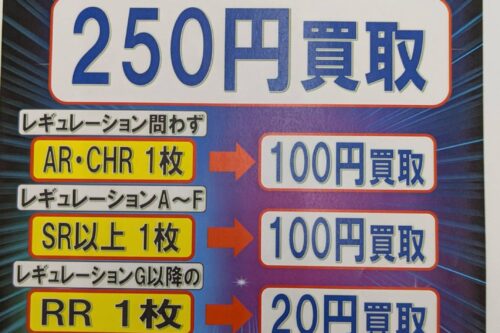 250円買取
レギュレーション問わず
AR・CHR 1枚
100円買取
レギュレーションA～F
SR以上 1枚
100円買取
レギュレーションG以降の
RR 1枚
20円買取